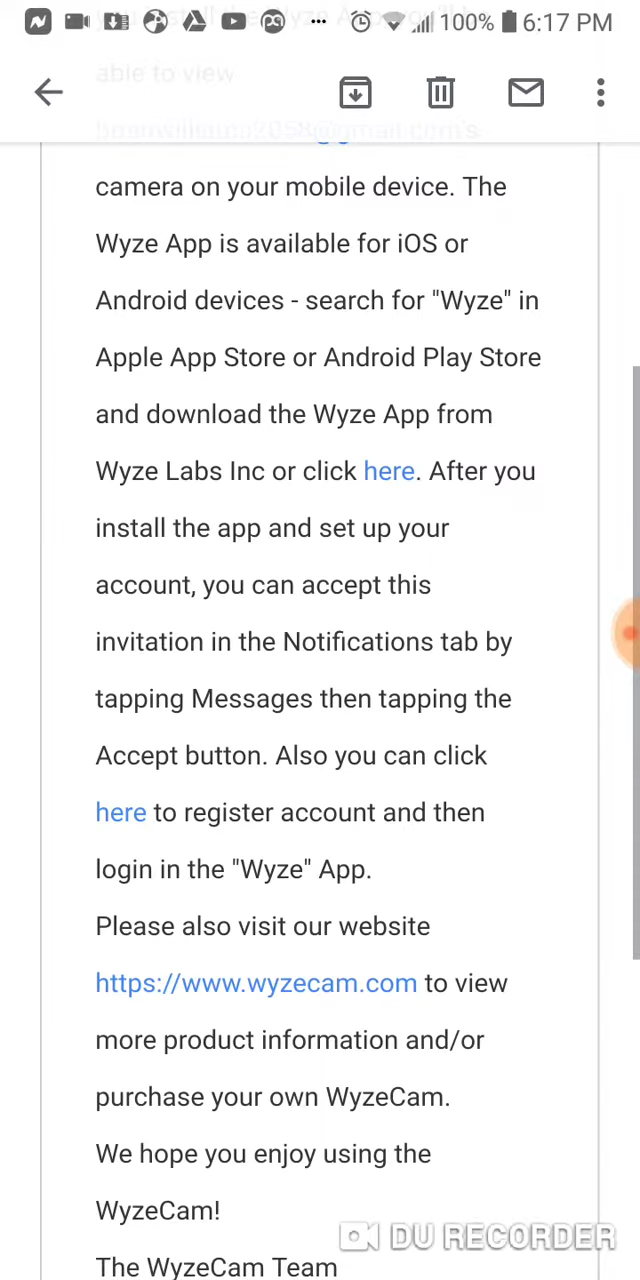 100% 6:17 PM
able to view
camera on your mobile device. The
Wyze App is available for iOS or
Android devices - search for "Wyze" in
Apple App Store or Android Play Store
and download the Wyze App from
Wyze Labs Inc or click here. After you
install the app and set up your
account, you can accept this
invitation in the Notifications tab by
tapping Messages then tapping the
Accept button. Also you can click
here to register account and then
login in the "Wyze" App.
Please also visit our website
https://www.wyzecam.com to view
more product information and/or
purchase your own WyzeCam.
We hope you enjoy using the
WyzeCam!
The WyzeCam Team
DU RECORDER